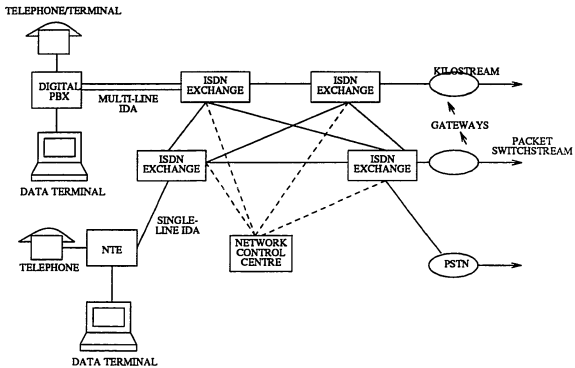 TELEPHONE/TERMINAL
DIGITAL
PBX
MULTI-LINE
IDA
ISDN
EXCHANGE
ISDN
EXCHANGE
KILOSTREAM
GATEWAYS
PACKET
SWITCHSTREAM
DATA TERMINAL
ISDN
EXCHANGE
ISDN
EXCHANGE
SINGLE-
LINE IDA
TELEPHONE
NTE
NETWORK
CONTROL
CENTRE
PSTN
DATA TERMINAL